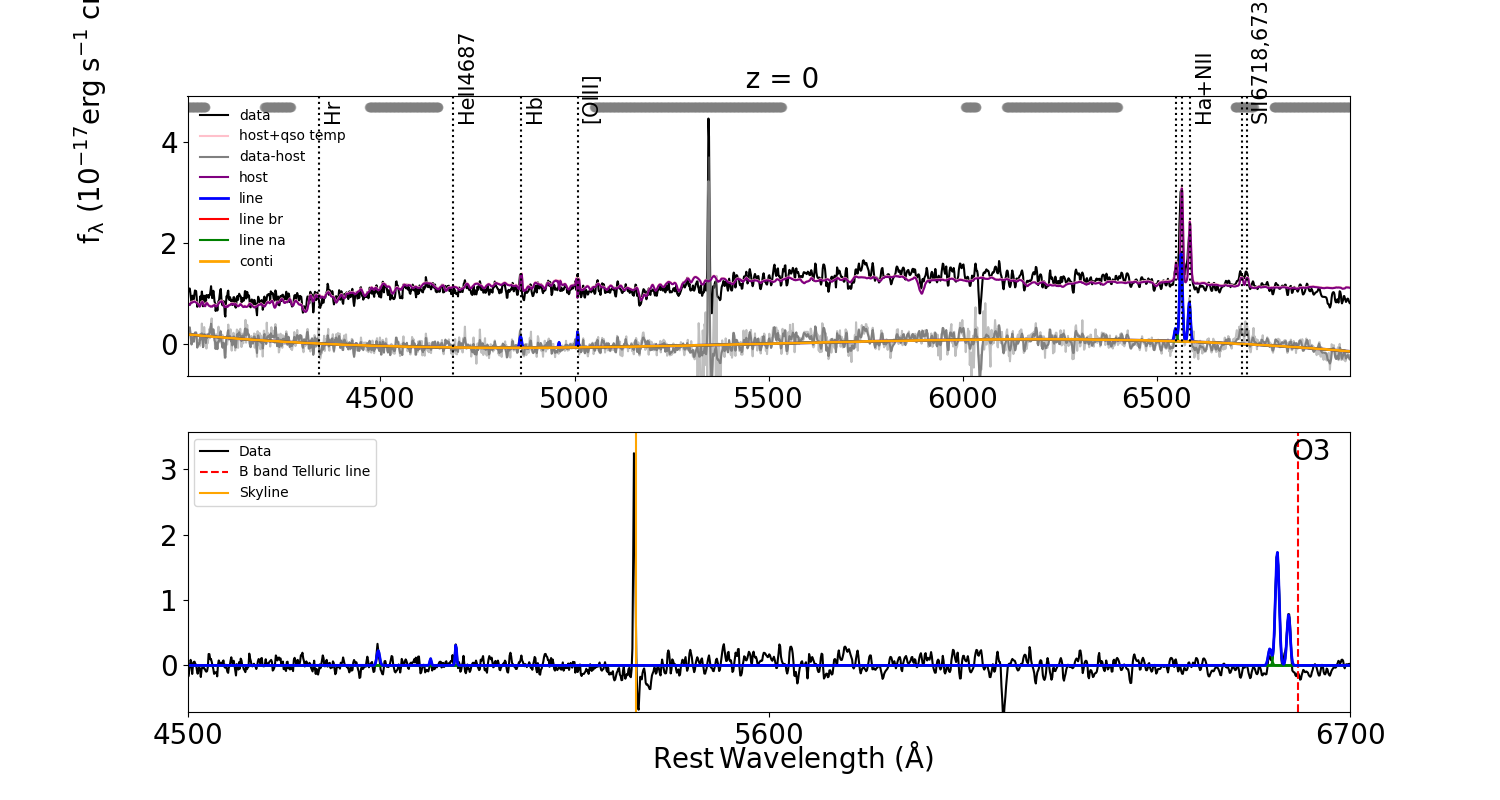 z = 0
f_λ (10^{−17}erg s^{−1} c
Hr
HeII4687
Hb
[OIII]
Ha+NII
SII6718,673
data
host+qso temp
data-host
host
line
line br
line na
conti
4
2
0
4500 5000 5500 6000 6500
Data
B band Telluric line
Skyline
O3
3
2
1
0
4500 5600 6700
Rest Wavelength (Å)